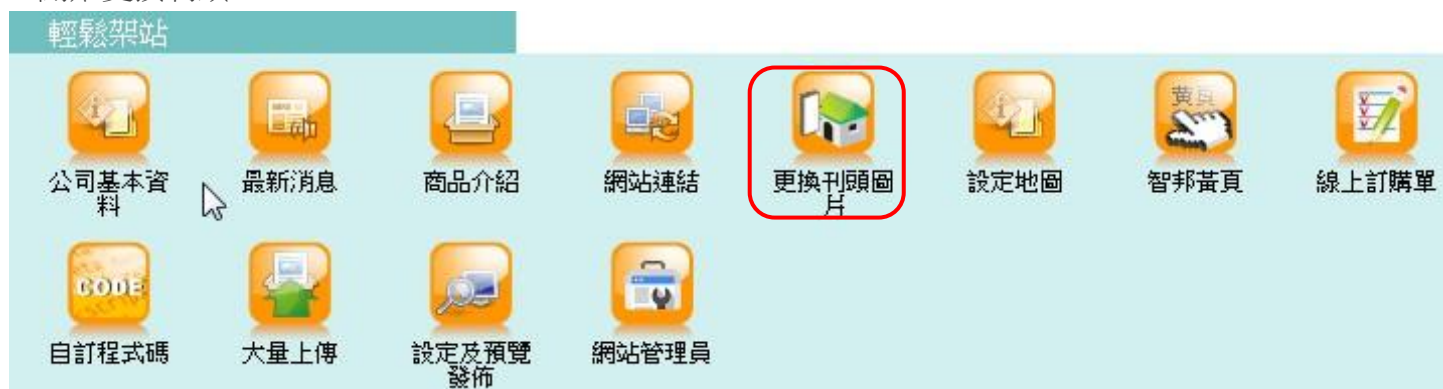 輕鬆架站
公司基本資
料
最新消息
商品介紹
網站連結
更換刊頭圖
片
設定地圖
黃頁
智邦黃頁
線上訂購單
CODE
自訂程式碼
大量上傳
設定及預覽
發佈
網站管理員